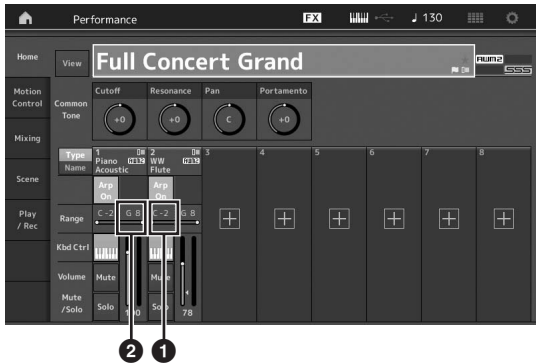 Performance FX 130
Home View Full Concert Grand AWM2 SSS
Motion Control
Common Tone
Cutoff Resonance Pan Portamento
+0 +0 C +0
Mixing
Type 1 2 3 4 5 6 7 8
Name Piano AWM2 WW AWM2
Acoustic Flute
Scene
Arp On Arp On
Play / Rec
Range C -2 G 8 C -2 G 8
Kbd Ctrl
Volume Mute Mute
Mute /Solo Solo 100 Solo 78
2 1